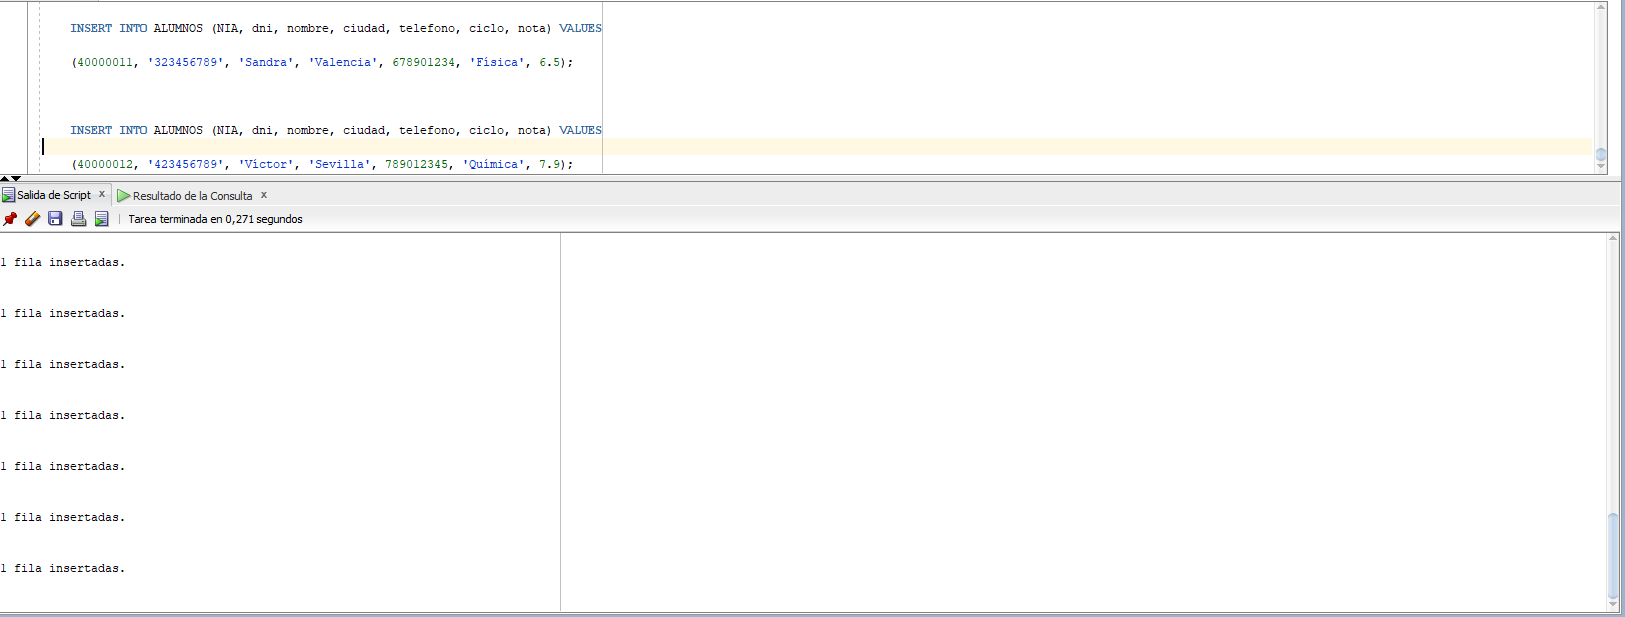 INSERT INTO ALUMNOS (NIA, dni, nombre, ciudad, telefono, ciclo, nota) VALUES
(40000011, '323456789', 'Sandra', 'Valencia', 678901234, 'Física', 6.5);
INSERT INTO ALUMNOS (NIA, dni, nombre, ciudad, telefono, ciclo, nota) VALUES
(40000012, '423456789', 'Víctor', 'Sevilla', 789012345, 'Química', 7.9);
Salida de Script x Resultado de la Consulta x
Tarea terminada en 0,271 segundos
1 fila insertadas.
1 fila insertadas.
1 fila insertadas.
1 fila insertadas.
1 fila insertadas.
1 fila insertadas.
1 fila insertadas.